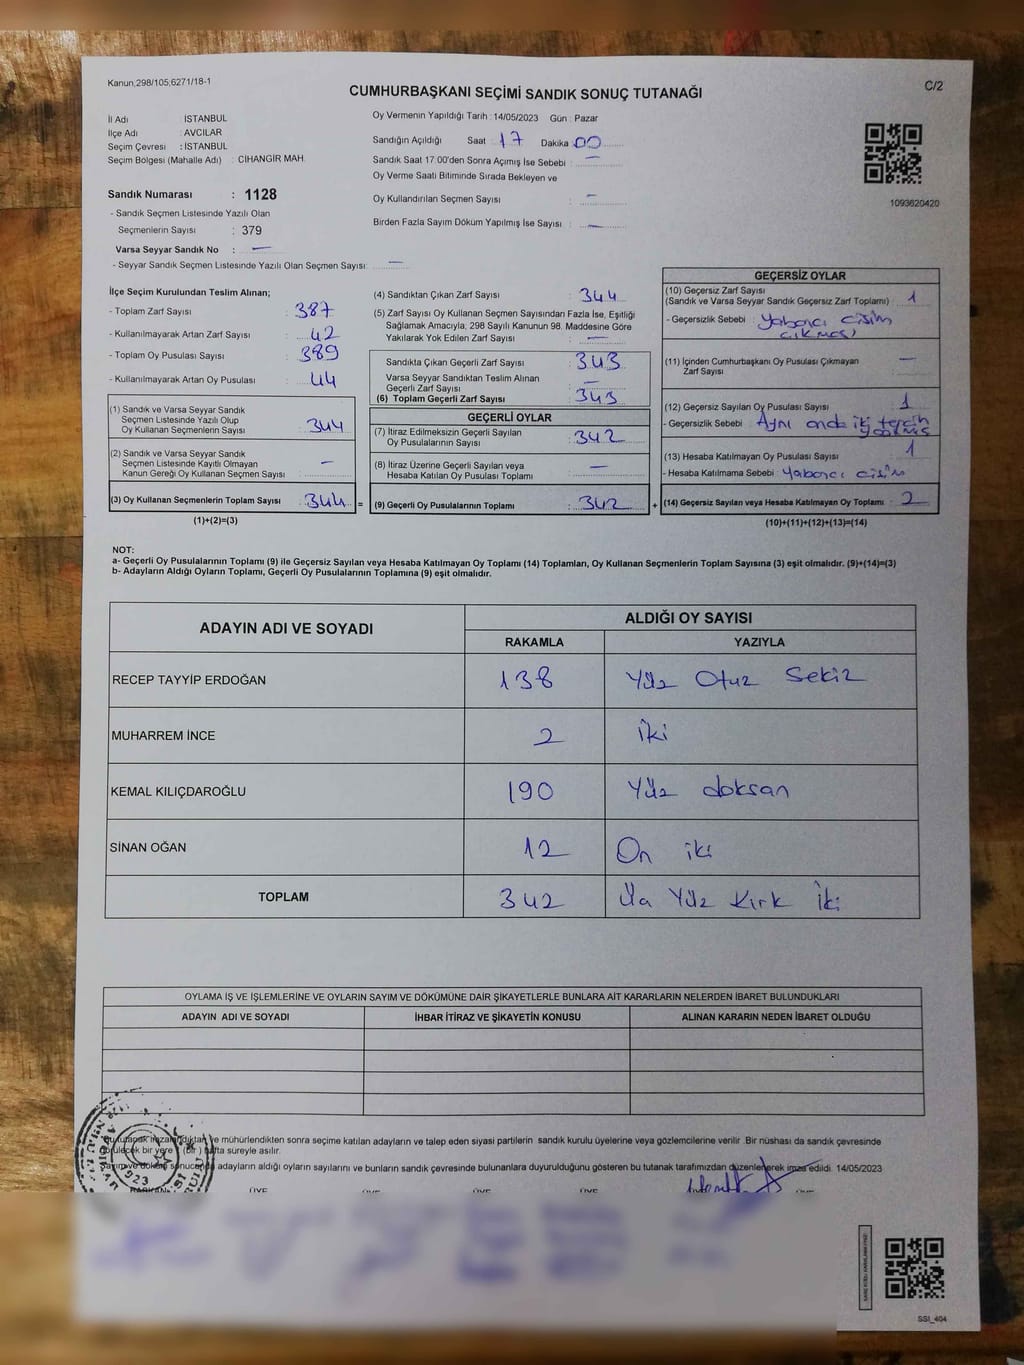 Kanun,298/105,6271/18-1
C/2
CUMHURBAŞKANI SEÇİMİ SANDIK SONUÇ TUTANAĞI
İl Adı İSTANBUL
İlçe Adı : AVCILAR
Seçim Çevresi : İSTANBUL
Seçim Bölgesi (Mahalle Adı) : CİHANGİR MAH.
Sandık Numarası : 1128
- Sandık Seçmen Listesinde Yazılı Olan
Seçmenlerin Sayısı : 379
Varsa Seyyar Sandık No : —
- Seyyar Sandık Seçmen Listesinde Yazılı Olan Seçmen Sayısı: —
Oy Vermenin Yapıldığı Tarih : 14/05/2023 Gün : Pazar
Sandığın Açıldığı Saat : 17 Dakika : 00
Sandık Saat 17.00'den Sonra Açımış İse Sebebi : —
Oy Verme Saati Bitiminde Sırada Bekleyen ve
Oy Kullandırılan Seçmen Sayısı : —
Birden Fazla Sayım Döküm Yapılmış İse Sayısı : —
1093620420
İlçe Seçim Kurulundan Teslim Alınan;
- Toplam Zarf Sayısı : 387
- Kullanılmayarak Artan Zarf Sayısı : 42
- Toplam Oy Pusulası Sayısı : 389
- Kullanılmayarak Artan Oy Pusulası : 44
(1) Sandık ve Varsa Seyyar Sandık
Seçmen Listesinde Yazılı Olup
Oy Kullanan Seçmenlerin Sayısı : 344
(2) Sandık ve Varsa Seyyar Sandık
Seçmen Listesinde Kayıtlı Olmayan
Kanun Gereği Oy Kullanan Seçmen Sayısı : —
(3) Oy Kullanan Seçmenlerin Toplam Sayısı : 344 =
(1)+(2)=(3)
(4) Sandıktan Çıkan Zarf Sayısı : 344
(5) Zarf Sayısı Oy Kullanan Seçmen Sayısından Fazla İse, Eşitliği
Sağlamak Amacıyla, 298 Sayılı Kanunun 98. Maddesine Göre
Yakılarak Yok Edilen Zarf Sayısı : —
Sandıkta Çıkan Geçerli Zarf Sayısı : 343
Varsa Seyyar Sandıktan Teslim Alınan
Geçerli Zarf Sayısı : —
(6) Toplam Geçerli Zarf Sayısı : 343
GEÇERLİ OYLAR
(7) İtiraz Edilmeksizin Geçerli Sayılan
Oy Pusulalarının Sayısı : 342
(8) İtiraz Üzerine Geçerli Sayılan veya
Hesaba Katılan Oy Pusulası Toplamı : —
(9) Geçerli Oy Pusulalarının Toplamı : 342 +
GEÇERSİZ OYLAR
(10) Geçersiz Zarf Sayısı
(Sandık ve Varsa Seyyar Sandık Geçersiz Zarf Toplamı) : 1
- Geçersizlik Sebebi : Yabancı cisim
çıkması
(11) İçinden Cumhurbaşkanı Oy Pusulası Çıkmayan
Zarf Sayısı : —
(12) Geçersiz Sayılan Oy Pusulası Sayısı : 1
- Geçersizlik Sebebi : Aynı anda iki tercih
(13) Hesaba Katılmayan Oy Pusulası Sayısı : 1
- Hesaba Katılmama Sebebi : Yabancı cisim
(14) Geçersiz Sayılan veya Hesaba Katılmayan Oy Toplamı : 2
(10)+(11)+(12)+(13)=(14)
NOT:
a- Geçerli Oy Pusulalarının Toplamı (9) ile Geçersiz Sayılan veya Hesaba Katılmayan Oy Toplamı (14) Toplamları, Oy Kullanan Seçmenlerin Toplam Sayısına (3) eşit olmalıdır. (9)+(14)=(3)
b- Adayların Aldığı Oyların Toplamı, Geçerli Oy Pusulalarının Toplamına (9) eşit olmalıdır.
ADAYIN ADI VE SOYADI
ALDIĞI OY SAYISI
RAKAMLA YAZIYLA
RECEP TAYYİP ERDOĞAN 138 Yüz Otuz Sekiz
MUHARREM İNCE 2 İki
KEMAL KILIÇDAROĞLU 190 Yüz doksan
SİNAN OĞAN 12 On iki
TOPLAM 342 Üç Yüz Kırk İki
OYLAMA İŞ VE İŞLEMLERİNE VE OYLARIN SAYIM VE DÖKÜMÜNE DAİR ŞİKAYETLERLE BUNLARA AİT KARARLARIN NELERDEN İBARET BULUNDUKLARI
ADAYIN ADI VE SOYADI İHBAR İTİRAZ VE ŞİKAYETİN KONUSU ALINAN KARARIN NEDEN İBARET OLDUĞU
ve mühürlendikten sonra seçime katılan adayların ve talep eden siyasi partilerin sandık kurulu üyelerine veya gözlemcilerine verilir. Bir nüshası da sandık çevresinde
bir yere 1 (bir) hafta süreyle asılır.
adayların aldığı oyların sayılarını ve bunların sandık çevresinde bulunanlara duyurulduğunu gösteren bu tutanak tarafımızdan düzenlenerek imza edildi. 14/05/2023
BAŞKAN ÜYE ÜYE ÜYE ÜYE ÜYE
SSİ_404